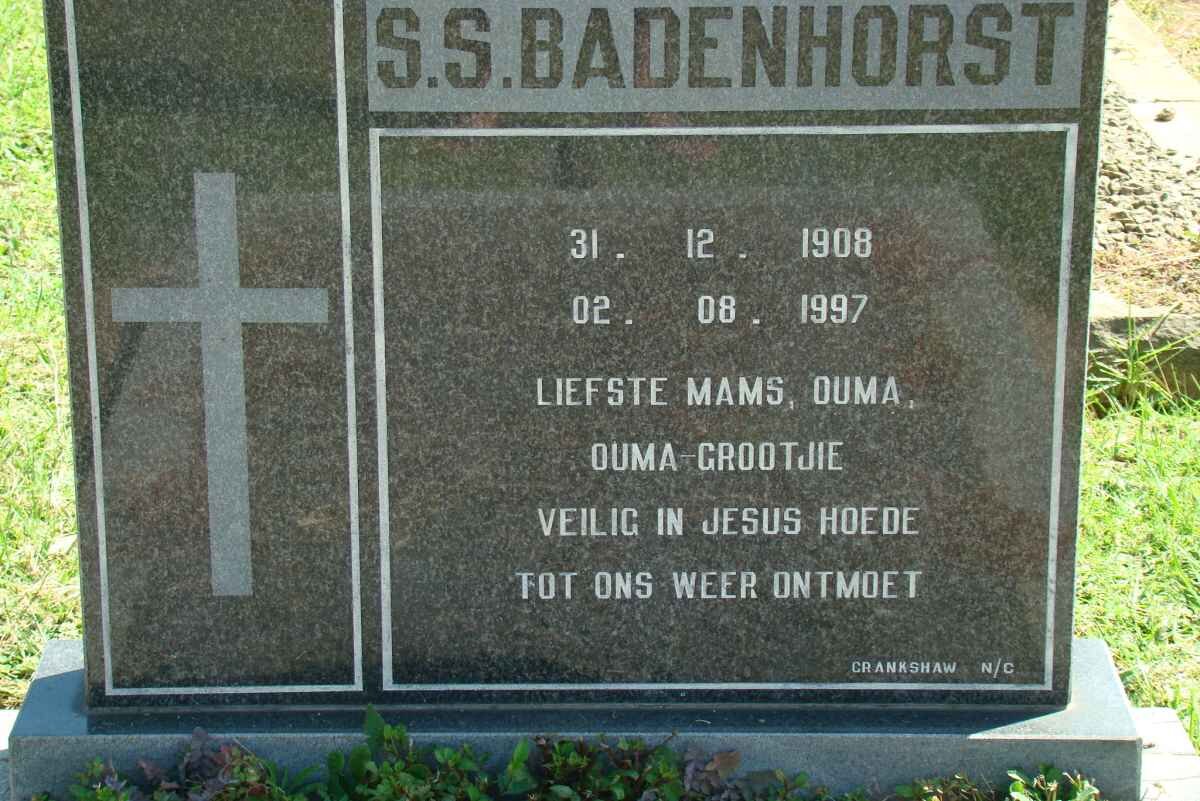 S.S. BADENHORST
31. 12. 1908
02. 08. 1997
LIEFSTE MAMS, OUMA,
OUMA-GROOTJIE
VEILIG IN JESUS HOEDE
TOT ONS WEER ONTMOET
CRANKSHAW N/C